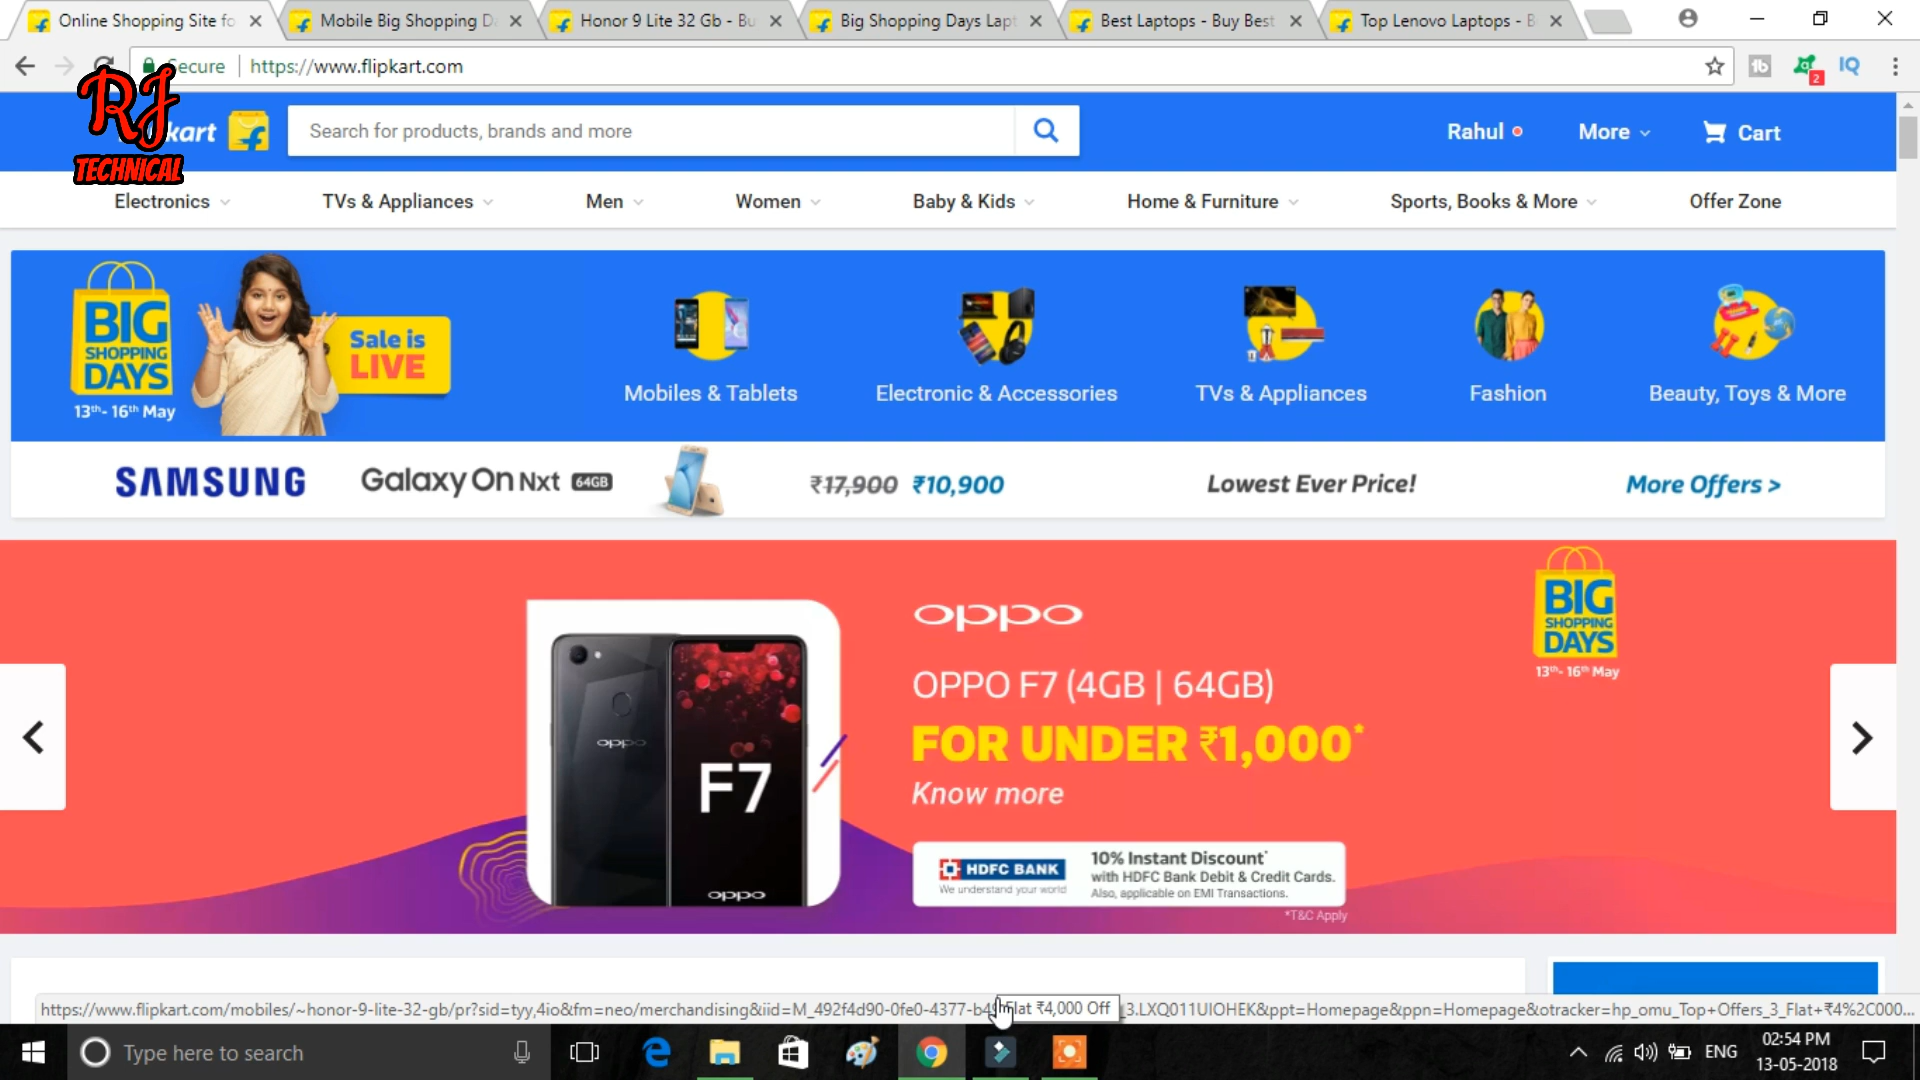 Online Shopping Site fo
Mobile Big Shopping D
Honor 9 Lite 32 Gb - Bu
Big Shopping Days Lapt
Best Laptops - Buy Best
Top Lenovo Laptops - B
Secure https://www.flipkart.com
2
RJ
TECHNICAL
kart
Search for products, brands and more
Rahul
More
Cart
Electronics TVs & Appliances Men Women Baby & Kids Home & Furniture Sports, Books & More Offer Zone
BIG
SHOPPING
DAYS
13th- 16th May
Sale is
LIVE
Mobiles & Tablets Electronic & Accessories TVs & Appliances Fashion Beauty, Toys & More
SAMSUNG Galaxy On Nxt 64GB ₹17,900 ₹10,900 Lowest Ever Price! More Offers >
BIG
SHOPPING
DAYS
13th- 16th May
oppo
OPPO F7 (4GB | 64GB)
FOR UNDER ₹1,000*
Know more
oppo
F7
oppo
HDFC BANK
We understand your world
10% Instant Discount*
with HDFC Bank Debit & Credit Cards.
Also, applicable on EMI Transactions.
*T&C Apply
https://www.flipkart.com/mobiles/~honor-9-lite-32-gb/pr?sid=tyy,4io&fm=neo/merchandising&iid=M_492f4d90-0fe0-4377-b4 Flat ₹4,000 Off _3.LXQ011UIOHEK&ppt=Homepage&ppn=Homepage&otracker=hp_omu_Top+Offers_3_Flat+₹4%2C000...
Type here to search
ENG
02:54 PM
13-05-2018